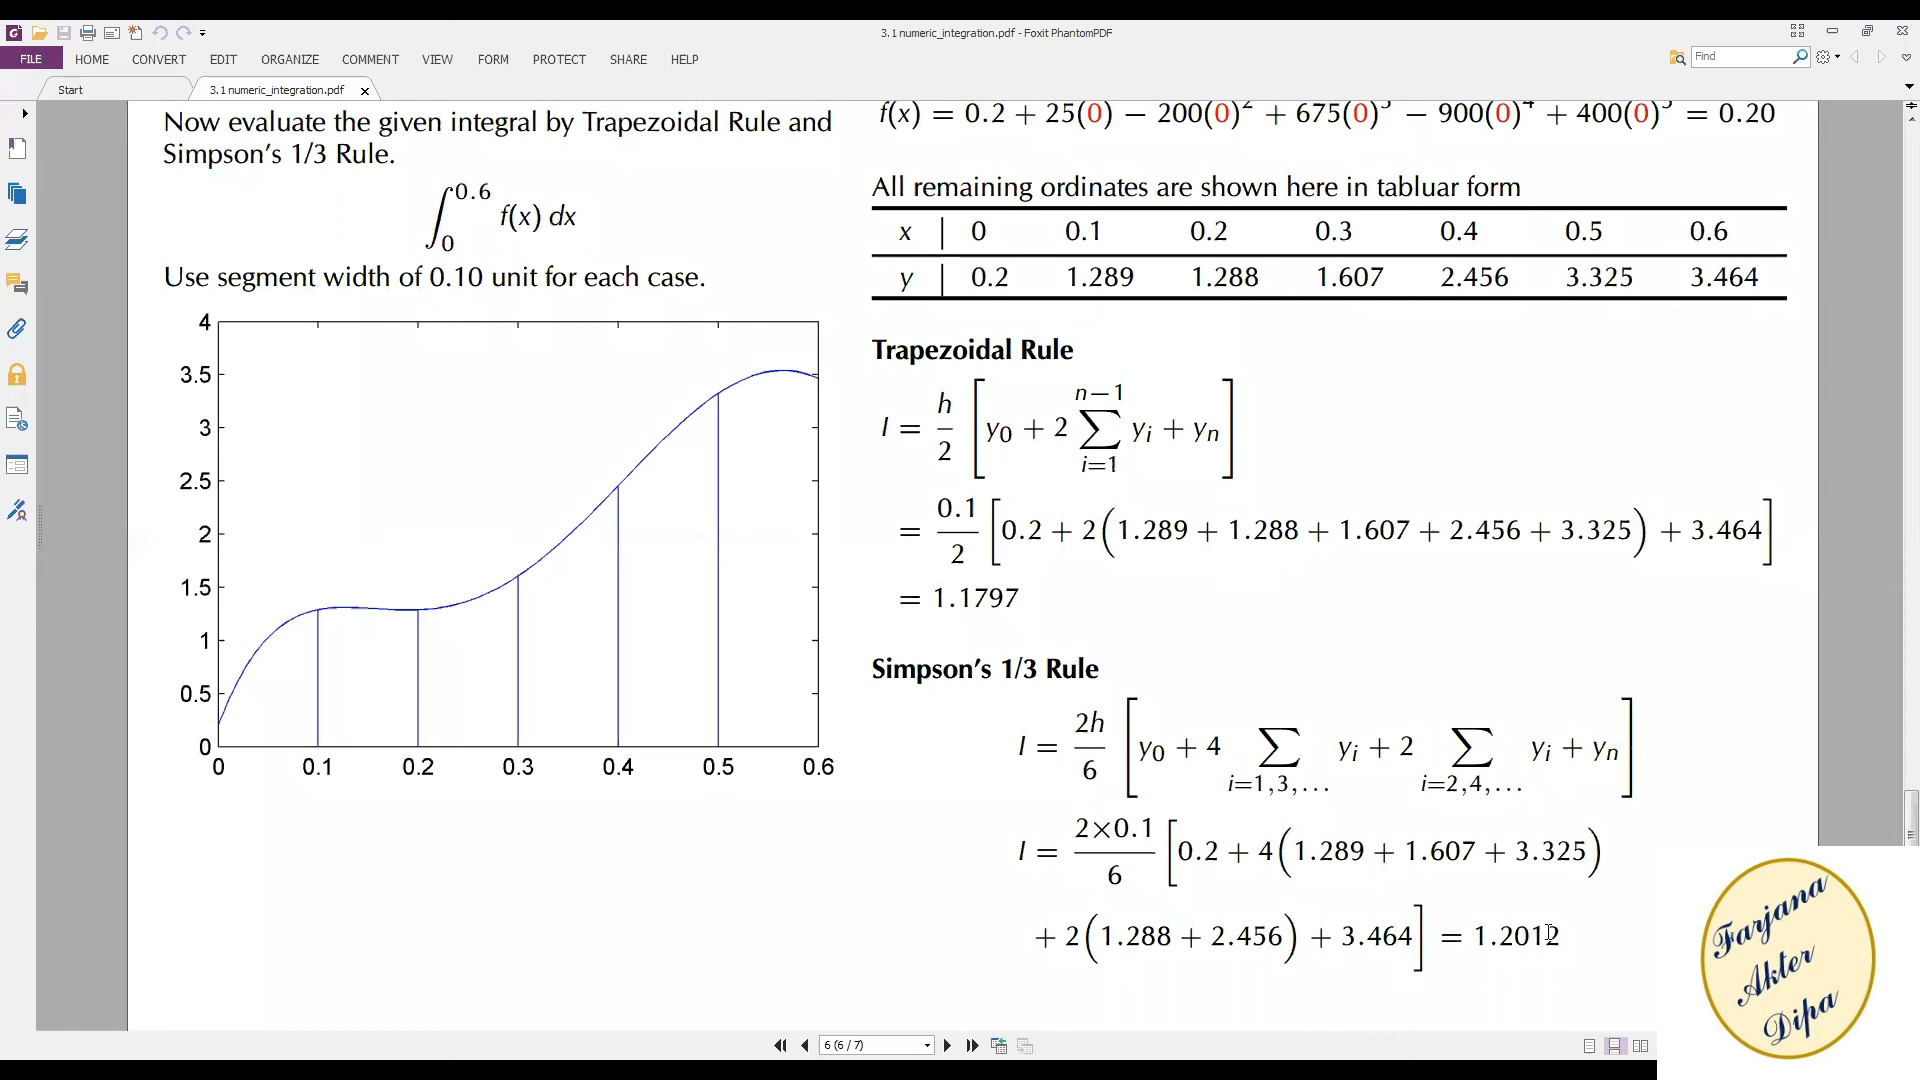 3.1 numeric_integration.pdf - Foxit PhantomPDF
FILE HOME CONVERT EDIT ORGANIZE COMMENT VIEW FORM PROTECT SHARE HELP
Find
Start 3.1 numeric_integration.pdf
Now evaluate the given integral by Trapezoidal Rule and
Simpson's 1/3 Rule.
∫₀^0.6 f(x) dx
Use segment width of 0.10 unit for each case.
4
3.5
3
2.5
2
1.5
1
0.5
0
0 0.1 0.2 0.3 0.4 0.5 0.6
f(x) = 0.2 + 25(0) − 200(0)² + 675(0)³ − 900(0)⁴ + 400(0)⁵ = 0.20
All remaining ordinates are shown here in tabluar form
x | 0 0.1 0.2 0.3 0.4 0.5 0.6
y | 0.2 1.289 1.288 1.607 2.456 3.325 3.464
Trapezoidal Rule
I = h/2 [y₀ + 2 ∑_{i=1}^{n−1} yᵢ + yₙ]
= 0.1/2 [0.2 + 2(1.289 + 1.288 + 1.607 + 2.456 + 3.325) + 3.464]
= 1.1797
Simpson's 1/3 Rule
I = 2h/6 [y₀ + 4 ∑_{i=1,3,...} yᵢ + 2 ∑_{i=2,4,...} yᵢ + yₙ]
I = 2×0.1/6 [0.2 + 4(1.289 + 1.607 + 3.325)
+ 2(1.288 + 2.456) + 3.464] = 1.2012
Farjana
Akter
Dipa
6 (6 / 7)